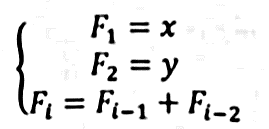 F₁ = x
F₂ = y
Fᵢ = Fᵢ₋₁ + Fᵢ₋₂